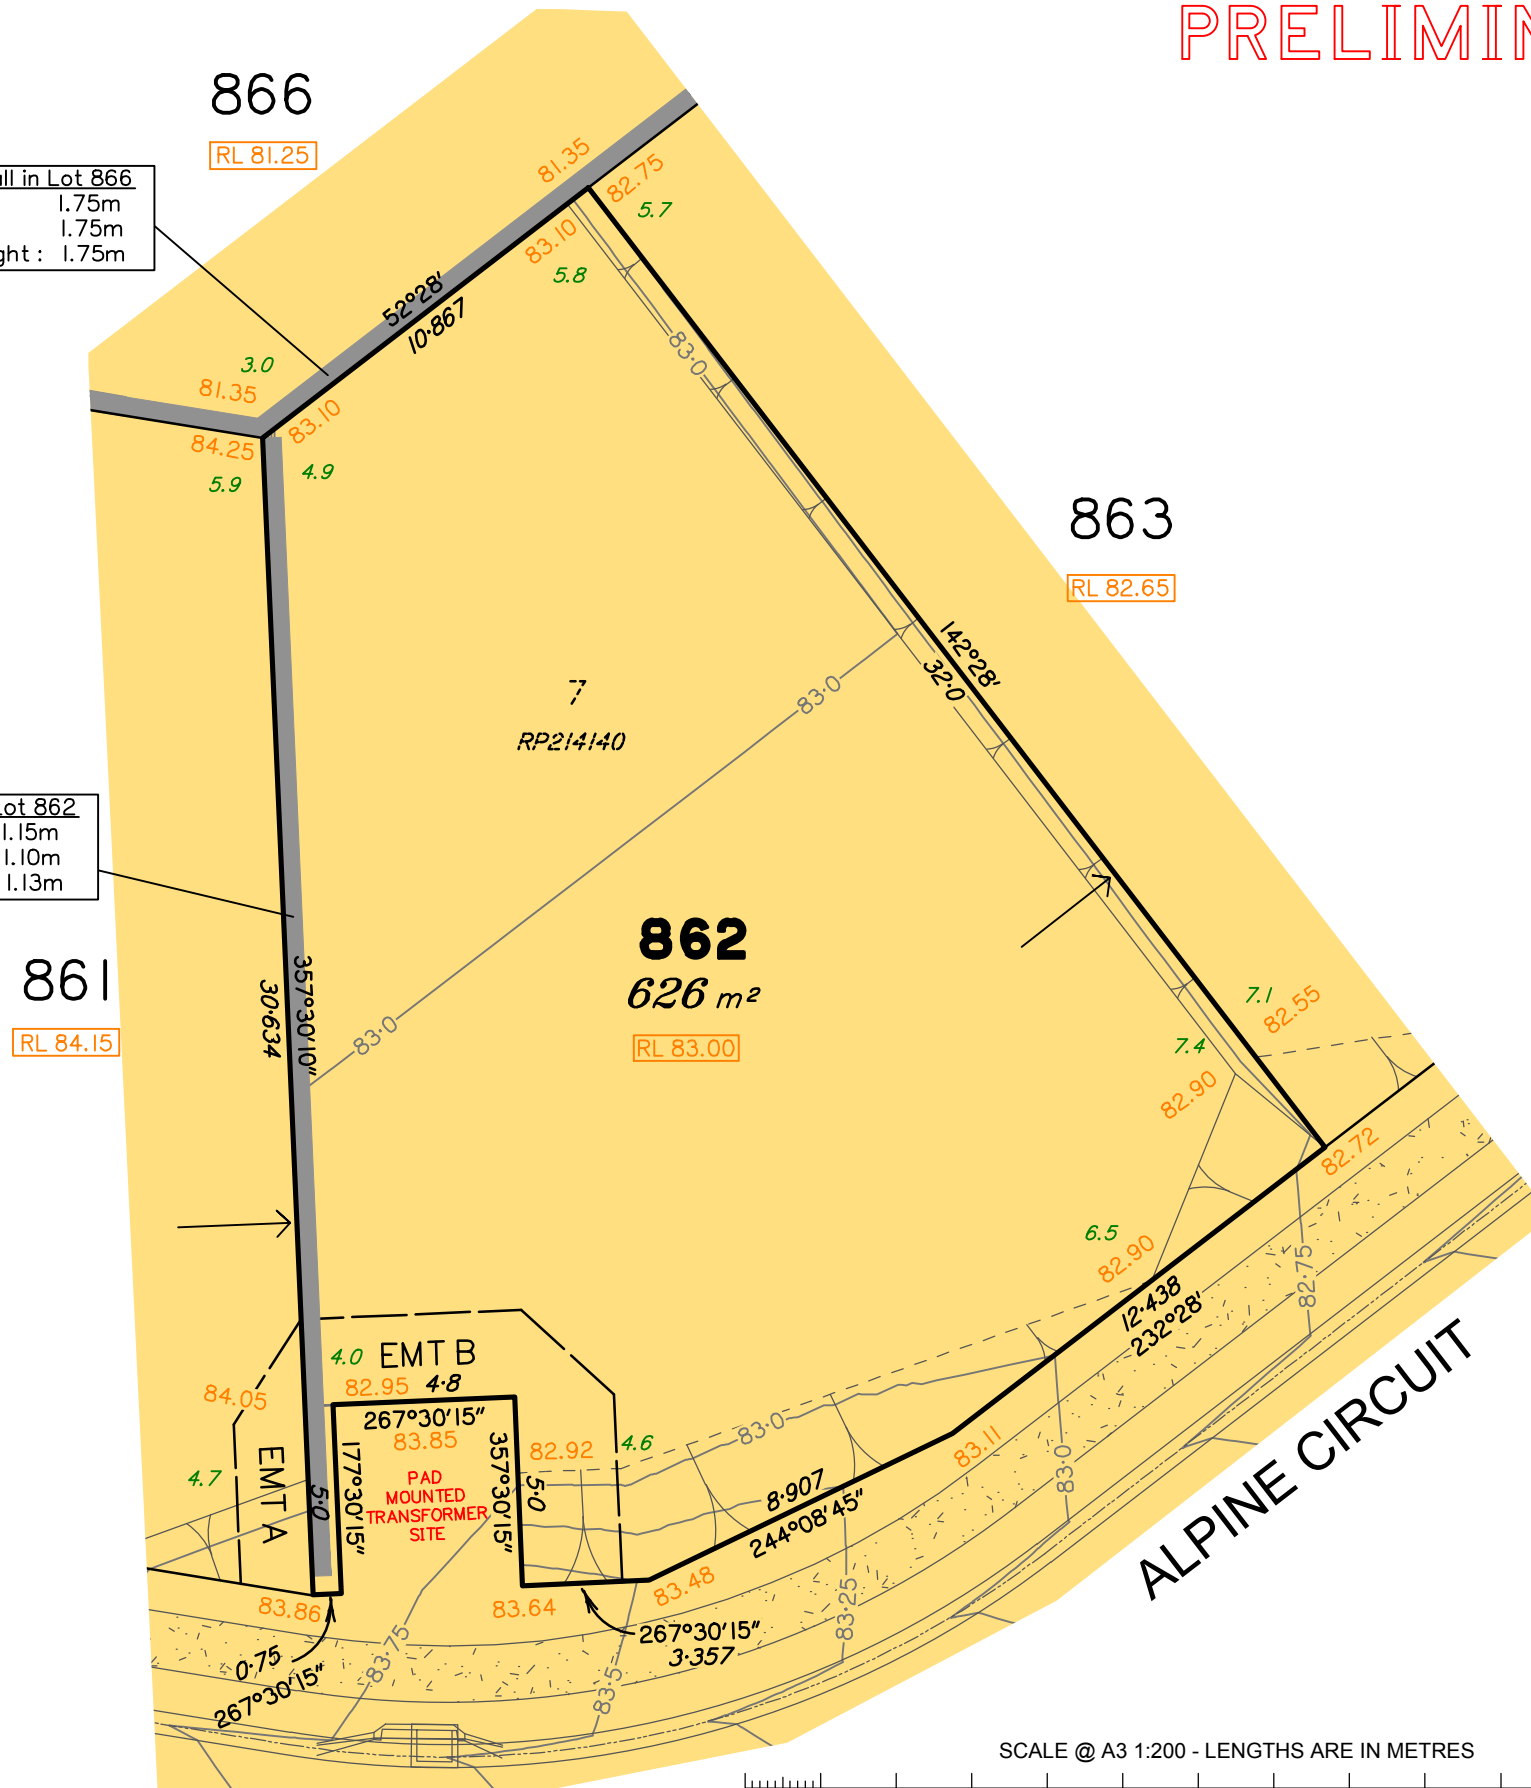 866
RL 81.25
all in Lot 866
1.75m
1.75m
ght : 1.75m
81.35
82.75
5.7
83.10
5.8
52°28'
10·867
3.0
81.35
83.10
84.25
4.9
5.9
83·0
863
RL 82.65
142°28'
32·0
83·0
7
RP214140
Lot 862
1.15m
1.10m
1.13m
862
626 m²
RL 83.00
861
RL 84.15
357°30'10"
30·634
83·0
7.1
82.55
7.4
82.90
82.72
6.5
82.90
12·438
232°28'
82·75
4.0
EMT B
84.05
82.95
4·8
267°30'15"
83.85
PAD
MOUNTED
TRANSFORMER
SITE
177°30'15"
5·0
357°30'15"
5·0
82.92
4.6
83·0
83.11
83·0
4.7
EMT A
8·907
244°08'45"
83.48
83·25
ALPINE CIRCUIT
83.86
83.64
267°30'15"
3·357
0·75
267°30'15"
83·75
83·5
SCALE @ A3 1:200 - LENGTHS ARE IN METRES